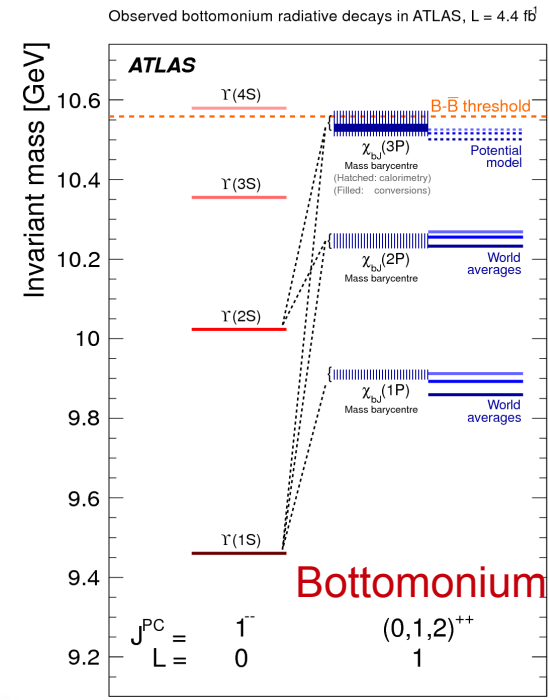 Observed bottomonium radiative decays in ATLAS, L = 4.4 fb¹
Invariant mass [GeV]
ATLAS
10.6
10.4
10.2
10
9.8
9.6
9.4
9.2
ϒ(4S)
ϒ(3S)
ϒ(2S)
ϒ(1S)
B-B̅ threshold
{
χbJ(3P)
Mass barycentre
(Hatched: calorimetry)
(Filled: conversions)
Potential
model
{
χbJ(2P)
Mass barycentre
World
averages
{
χbJ(1P)
Mass barycentre
World
averages
Bottomonium
J^PC = 1^-- (0,1,2)^++
L = 0 1